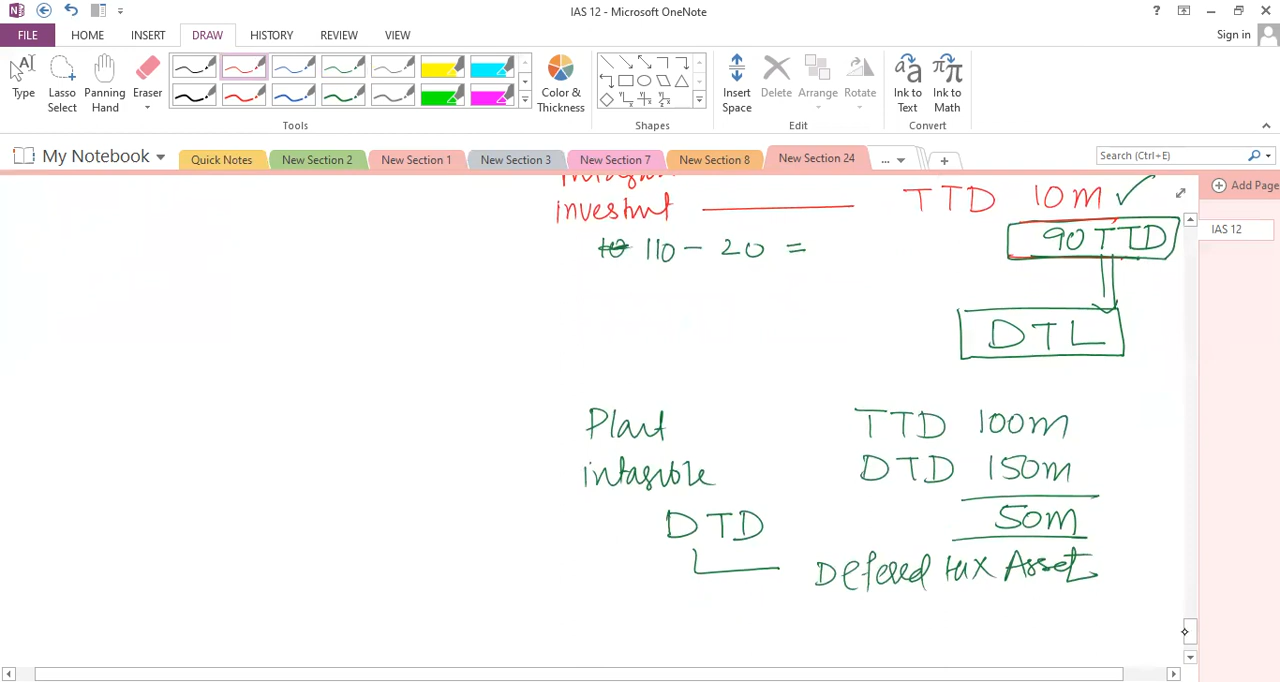 IAS 12 - Microsoft OneNote
?
FILE HOME INSERT DRAW HISTORY REVIEW VIEW
Sign in
Type Lasso Select Panning Hand Eraser
Color & Thickness
Insert Space Delete Arrange Rotate
Ink to Text Ink to Math
Tools Shapes Edit Convert
My Notebook Quick Notes New Section 2 New Section 1 New Section 3 New Section 7 New Section 8 New Section 24 ... +
Search (Ctrl+E)
Add Page
IAS 12
investnt TTD 10m ✓
110 - 20 =
90 TTD
DTL
Plant TTD 100m
intagible DTD 150m
DTD 50m
Defered tax Asset